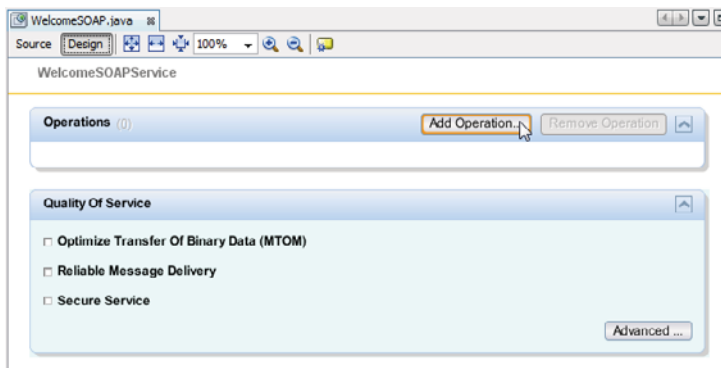 WelcomeSOAP.java
Source Design 100%
WelcomeSOAPService
Operations (0) Add Operation... Remove Operation
Quality Of Service
Optimize Transfer Of Binary Data (MTOM)
Reliable Message Delivery
Secure Service
Advanced ...